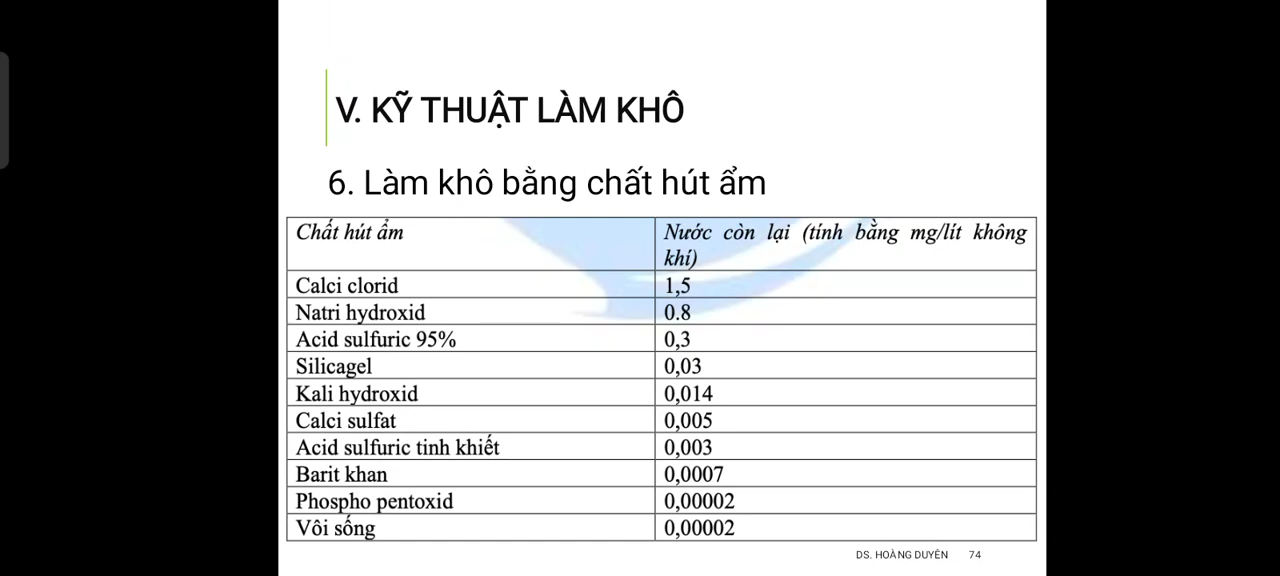 V. KỸ THUẬT LÀM KHÔ
6. Làm khô bằng chất hút ẩm
Chất hút ẩm
Nước còn lại (tính bằng mg/lít không
khí)
Calci clorid 1,5
Natri hydroxid 0.8
Acid sulfuric 95% 0,3
Silicagel 0,03
Kali hydroxid 0,014
Calci sulfat 0,005
Acid sulfuric tinh khiết 0,003
Barit khan 0,0007
Phospho pentoxid 0,00002
Vôi sống 0,00002
DS. HOÀNG DUYÊN 74